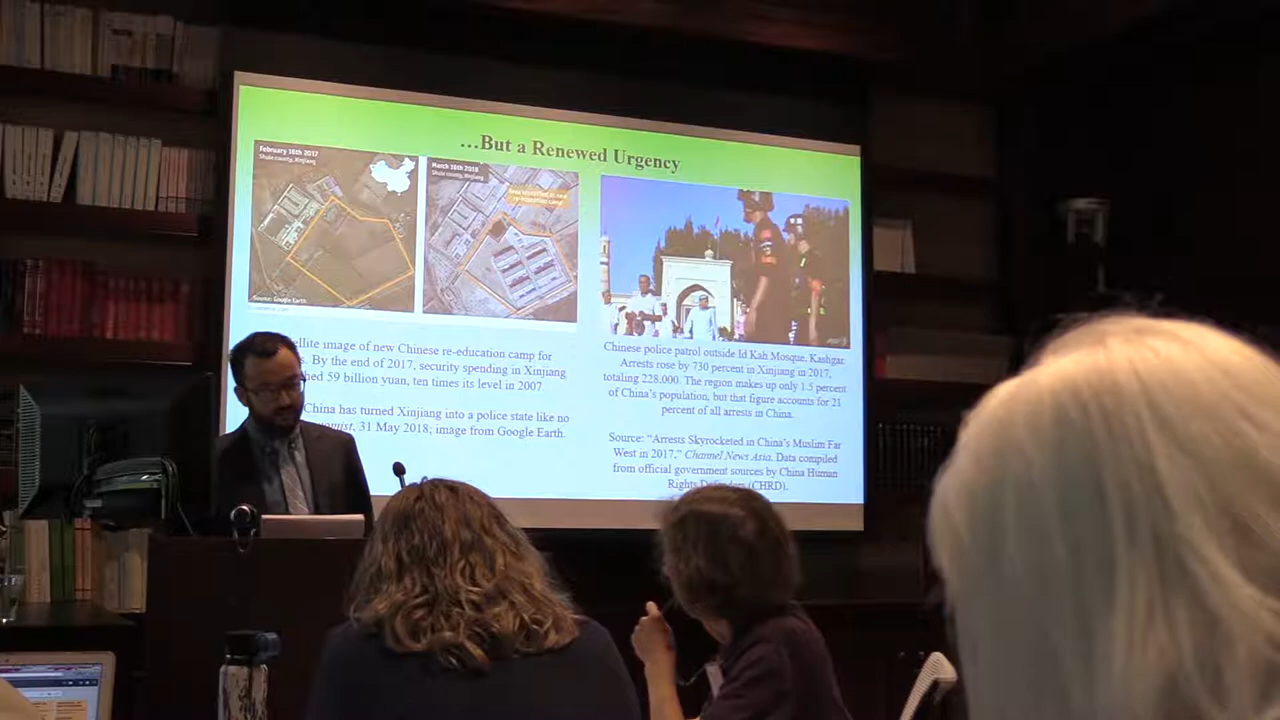 …But a Renewed Urgency
February 16th 2017
Shule county, Xinjiang
Source: Google Earth
March 16th 2018
Shule county, Xinjiang
ellite image of new Chinese re-education camp for
s. By the end of 2017, security spending in Xinjiang
hed 59 billion yuan, ten times its level in 2007
China has turned Xinjiang into a police state like no
omist, 31 May 2018; image from Google Earth.
Chinese police patrol outside Id Kah Mosque, Kashgar.
Arrests rose by 730 percent in Xinjiang in 2017,
totaling 228,000. The region makes up only 1.5 percent
of China's population, but that figure accounts for 21
percent of all arrests in China.
Source: "Arrests Skyrocketed in China's Muslim Far
West in 2017," Channel News Asia. Data compiled
from official government sources by China Human
Rights Defenders (CHRD).